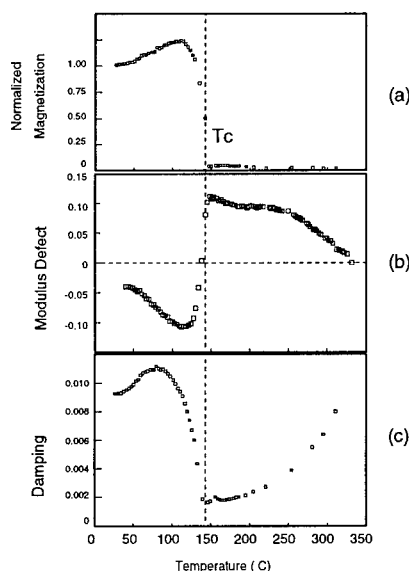 Normalized
Magnetization
1.00
0.75
0.50
0.25
0
Tc
(a)
Modulus Defect
0.15
0.10
0.05
0
-0.05
-0.10
(b)
Damping
0.010
0.008
0.006
0.004
0.002
0
(c)
0 50 100 150 200 250 300 350
Temperature ( C)